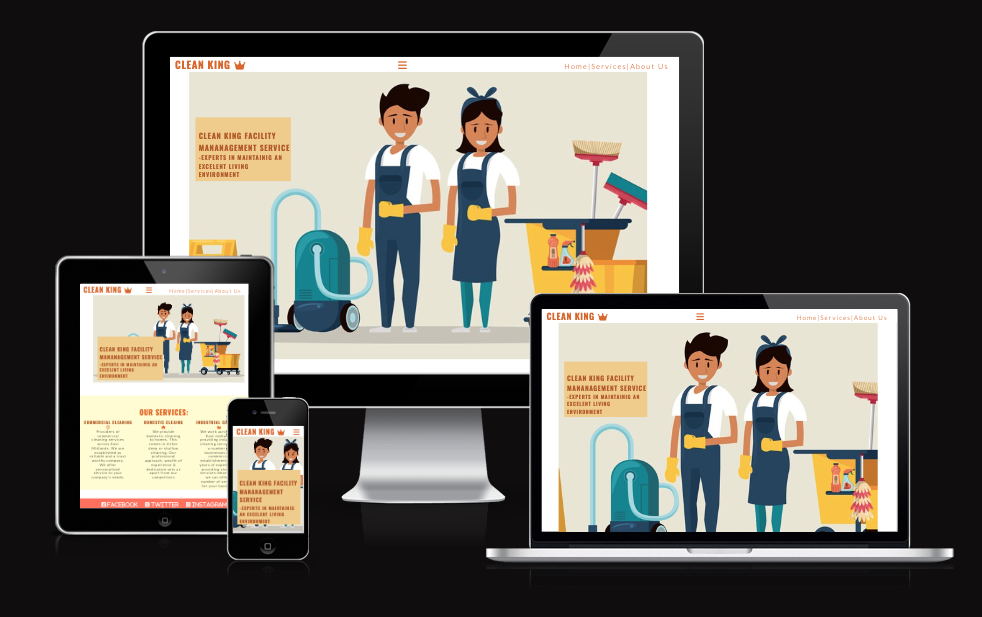 CLEAN KING
Home|Services|About Us
CLEAN KING FACILITY
MANANAGEMENT SERVICE
-EXPERTS IN MAINTAINIG AN
EXCELENT LIVING
ENVIRONMENT
CLEAN KING
Home|Services|About Us
CLEAN KING FACILITY
MANANAGEMENT SERVICE
-EXPERTS IN MAINTAINIG AN
EXCELENT LIVING
ENVIRONMENT
OUR SERVICES:
COMMERCIAL CLEANING
DOMESTIC CLEANG
INDUSTRIAL
FACEBOOK
TWITTER
INSTAGRAM
CLEAN KING
CLEAN KING FACILITY
MANANAGEMENT
SERVICE
-EXPERTS IN MAINTAINIG
AN EXCELENT LIVING
ENVIRONMENT
CLEAN KING
Home|Services|About Us
CLEAN KING FACILITY
MANANAGEMENT SERVICE
-EXPERTS IN MAINTAINIG AN
EXCELENT LIVING
ENVIRONMENT